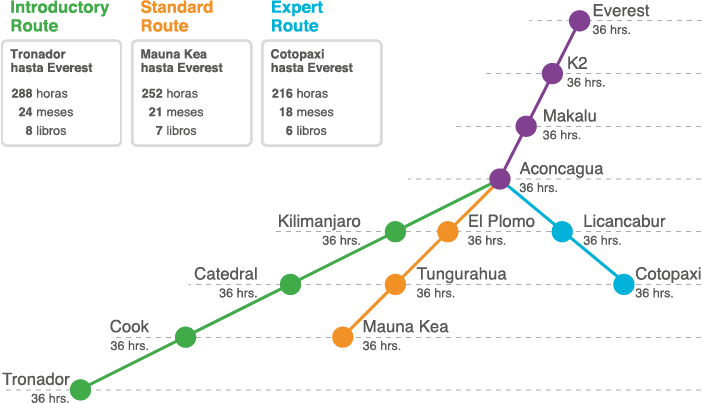 Introductory
Route
Tronador
hasta Everest
288 horas
24 meses
8 libros
Standard
Route
Mauna Kea
hasta Everest
252 horas
21 meses
7 libros
Expert
Route
Cotopaxi
hasta Everest
216 horas
18 meses
6 libros
Everest
36 hrs.
K2
36 hrs.
Makalu
36 hrs.
Aconcagua
36 hrs.
Kilimanjaro
36 hrs.
El Plomo
36 hrs.
Licancabur
36 hrs.
Catedral
36 hrs.
Tungurahua
36 hrs.
Cotopaxi
36 hrs.
Cook
36 hrs.
Mauna Kea
36 hrs.
Tronador
36 hrs.